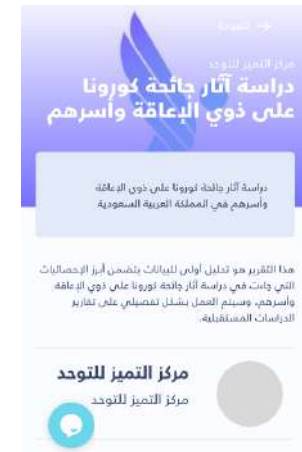 مركز التميز للتوحد
دراسة آثار جائحة كورونا
على ذوي الإعاقة وأسرهم
دراسة آثار جائحة كورونا على ذوي الإعاقة
وأسرهم في المملكة العربية السعودية
هذا التقرير هو تحليل أولي للبيانات يتضمن أبرز الإحصائيات
التي جاءت في دراسة آثار جائحة كورونا على ذوي الإعاقة
وأسرهم، وسيتم العمل بشكل تفصيلي على تقارير
الدراسات المستقبلية.
مركز التميز للتوحد
مركز التميز للتوحد